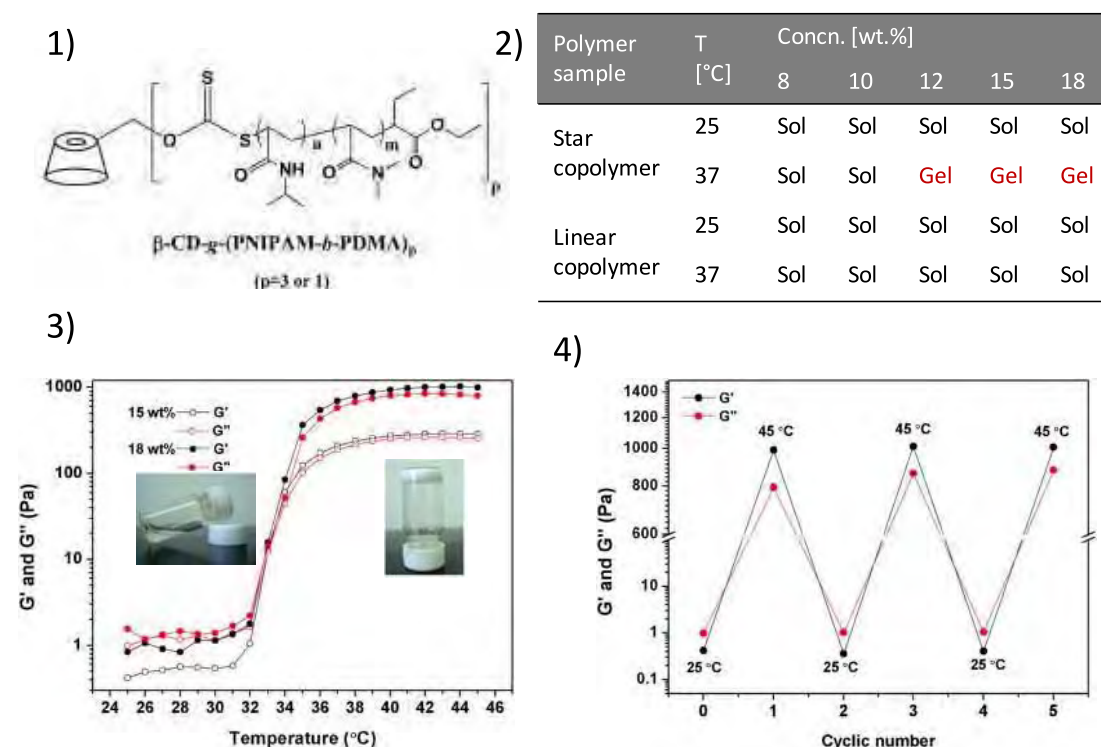 1)
S
O
S
n
m
O
O
O
NH
O
N
p
β-CD-g-(PNIPAM-b-PDMA)p
(p=3 or 1)
2)
Polymer sample T [°C] Concn. [wt.%]
8 10 12 15 18
Star copolymer 25 Sol Sol Sol Sol Sol
37 Sol Sol Gel Gel Gel
Linear copolymer 25 Sol Sol Sol Sol Sol
37 Sol Sol Sol Sol Sol
3)
G' and G'' (Pa)
1000
100
10
1
15 wt% G'
G''
18 wt% G'
G''
24 26 28 30 32 34 36 38 40 42 44 46
Temperature (°C)
4)
G' and G'' (Pa)
1400
1200
1000
800
600
10
1
0.1
G'
G''
45 °C 45 °C 45 °C
25 °C 25 °C 25 °C
0 1 2 3 4 5
Cyclic number